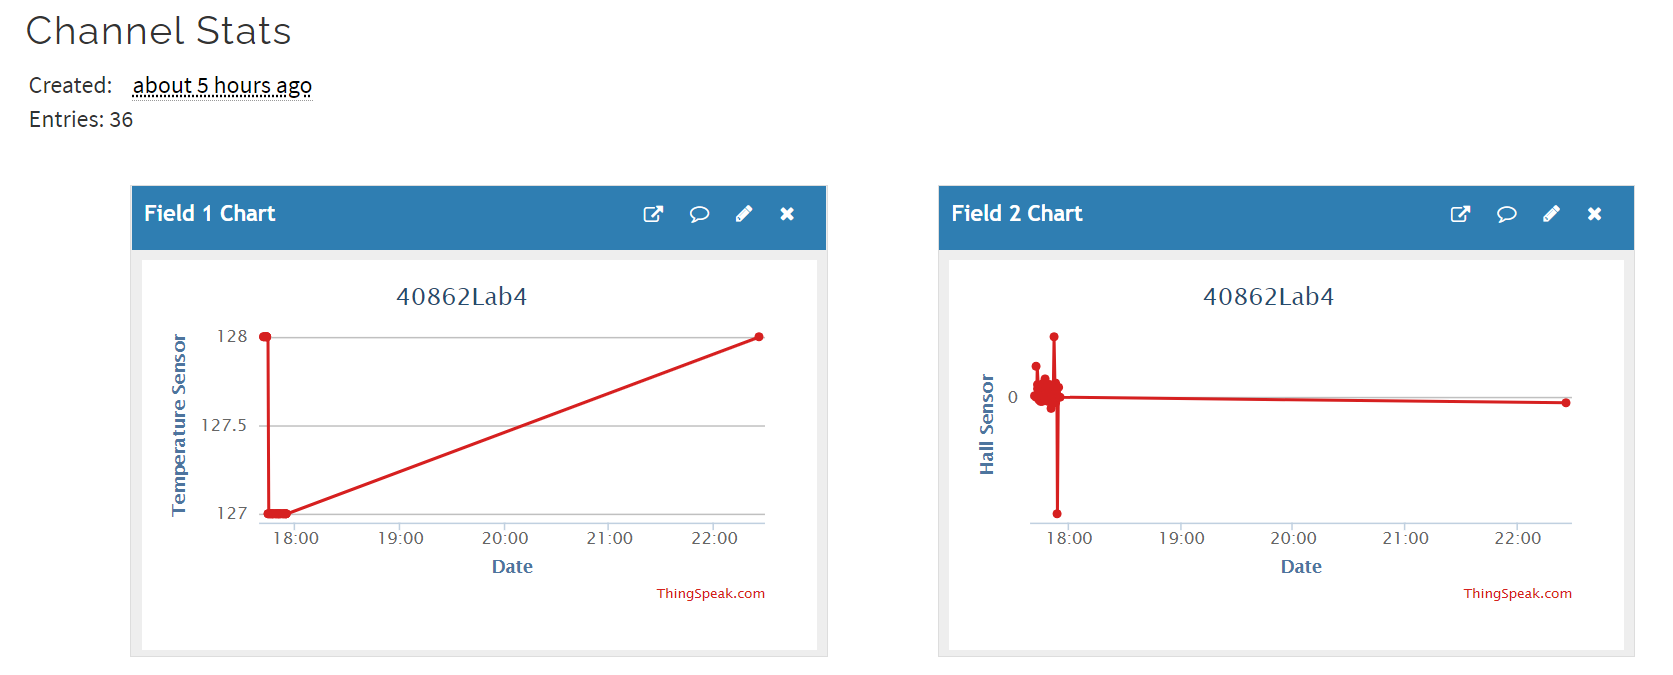 Channel Stats
Created: about 5 hours ago
Entries: 36
Field 1 Chart
40862Lab4
Temperature Sensor
128
127.5
127
18:00 19:00 20:00 21:00 22:00
Date
ThingSpeak.com
Field 2 Chart
40862Lab4
Hall Sensor
0
18:00 19:00 20:00 21:00 22:00
Date
ThingSpeak.com